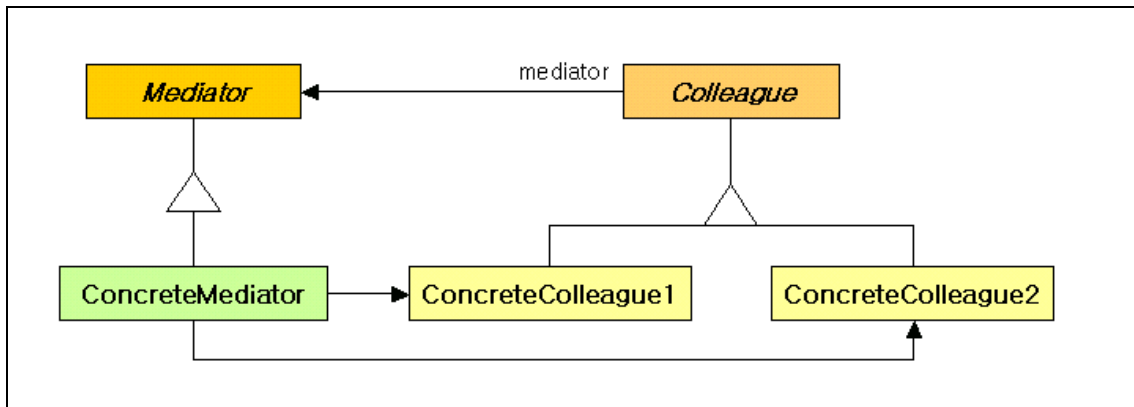 mediator
Mediator
Colleague
ConcreteMediator
ConcreteColleague1
ConcreteColleague2